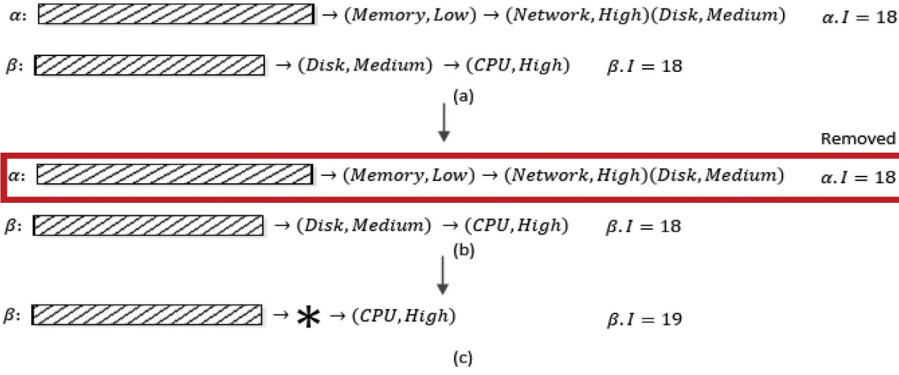 α: → (Memory, Low) → (Network, High)(Disk, Medium) α.I = 18
β: → (Disk, Medium) → (CPU, High) β.I = 18
(a)
Removed
α: → (Memory, Low) → (Network, High)(Disk, Medium) α.I = 18
β: → (Disk, Medium) → (CPU, High) β.I = 18
(b)
β: → * → (CPU, High) β.I = 19
(c)